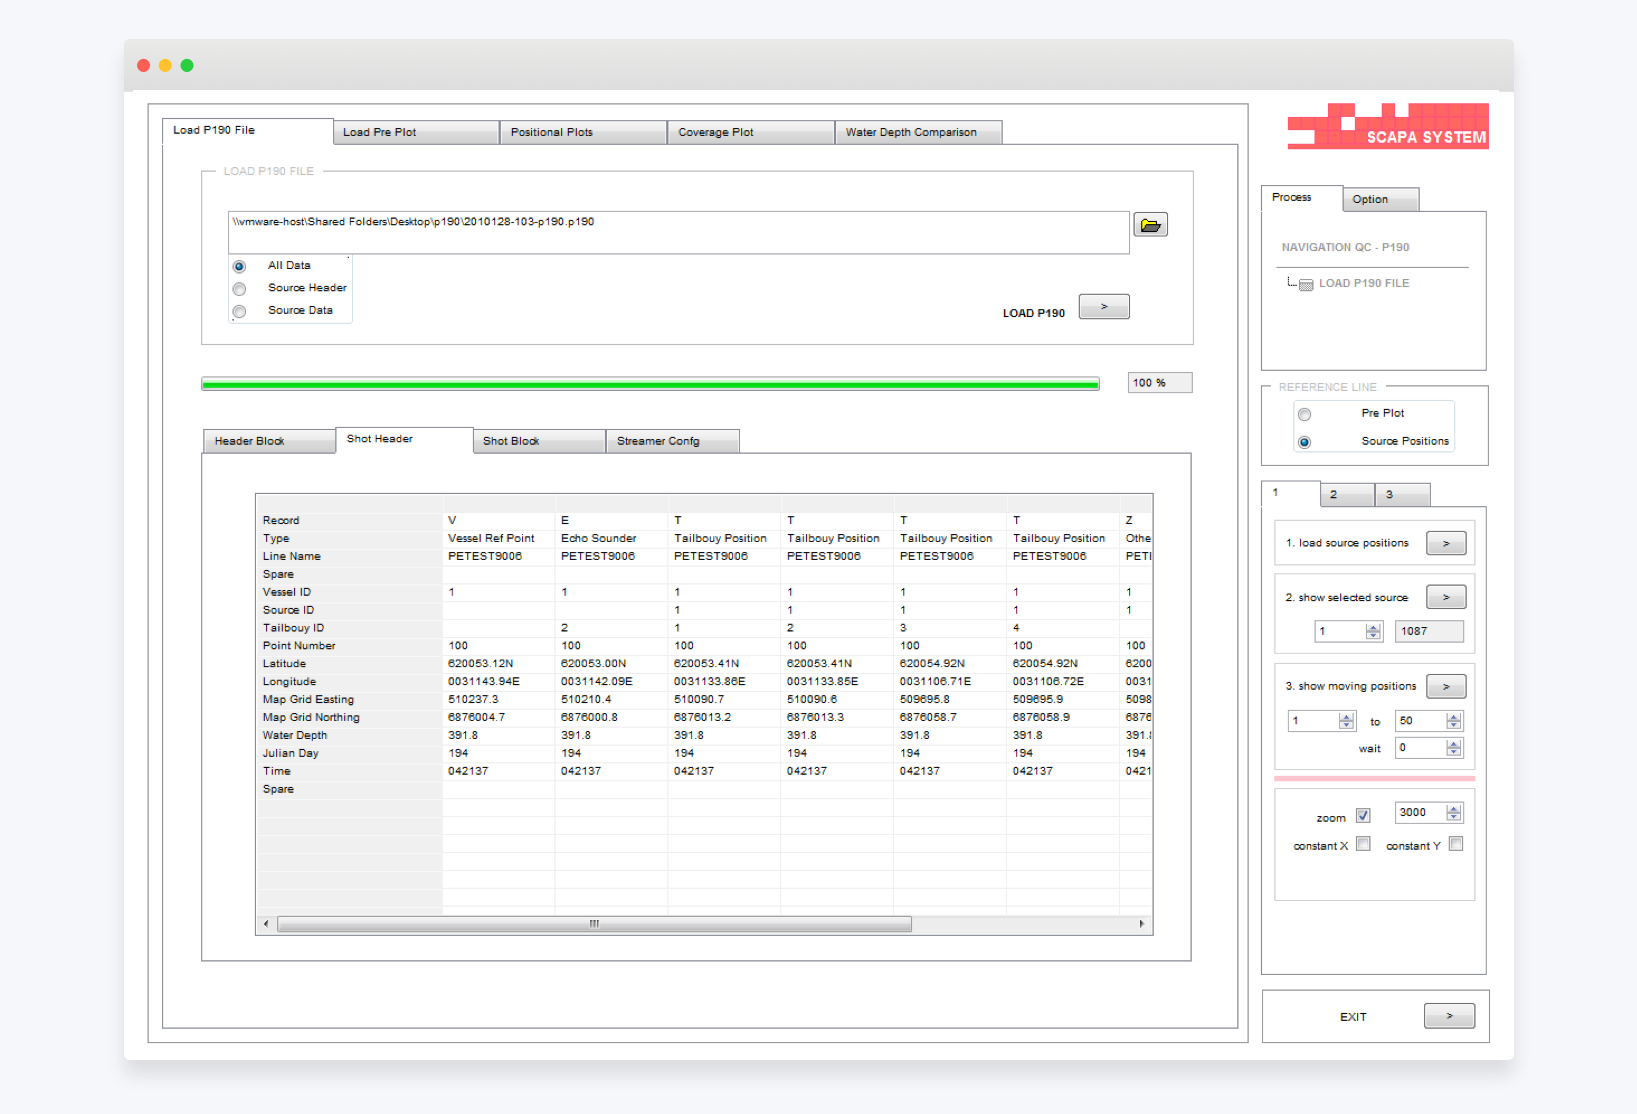 Load P190 File
Load Pre Plot
Positional Plots
Coverage Plot
Water Depth Comparison
SCAPA SYSTEM
LOAD P190 FILE
\\vmware-host\Shared Folders\Desktop\p190\2010128-103-p190.p190
All Data
Source Header
Source Data
LOAD P190
>
100 %
Header Block
Shot Header
Shot Block
Streamer Confg
Record V E T T T T Z
Type Vessel Ref Point Echo Sounder Tailbouy Position Tailbouy Position Tailbouy Position Tailbouy Position Othe
Line Name PETEST9006 PETEST9006 PETEST9006 PETEST9006 PETEST9006 PETEST9006 PETI
Spare
Vessel ID 1 1 1 1 1 1 1
Source ID 1 1 1 1 1
Tailbouy ID 2 1 2 3 4
Point Number 100 100 100 100 100 100 100
Latitude 620053.12N 620053.00N 620053.41N 620053.41N 620054.92N 620054.92N 6200
Longitude 0031143.94E 0031142.09E 0031133.86E 0031133.85E 0031106.71E 0031106.72E 0031
Map Grid Easting 510237.3 510210.4 510090.7 510090.6 509695.8 509695.9 5098
Map Grid Northing 6876004.7 6876000.8 6876013.2 6876013.3 6876058.7 6876058.9 6876
Water Depth 391.8 391.8 391.8 391.8 391.8 391.8 391.
Julian Day 194 194 194 194 194 194 194
Time 042137 042137 042137 042137 042137 042137 0421
Spare
Process
Option
NAVIGATION QC - P190
LOAD P190 FILE
REFERENCE LINE
Pre Plot
Source Positions
1
2
3
1. load source positions >
2. show selected source >
1 1087
3. show moving positions >
1 to 50
wait 0
zoom 3000
constant X constant Y
EXIT >